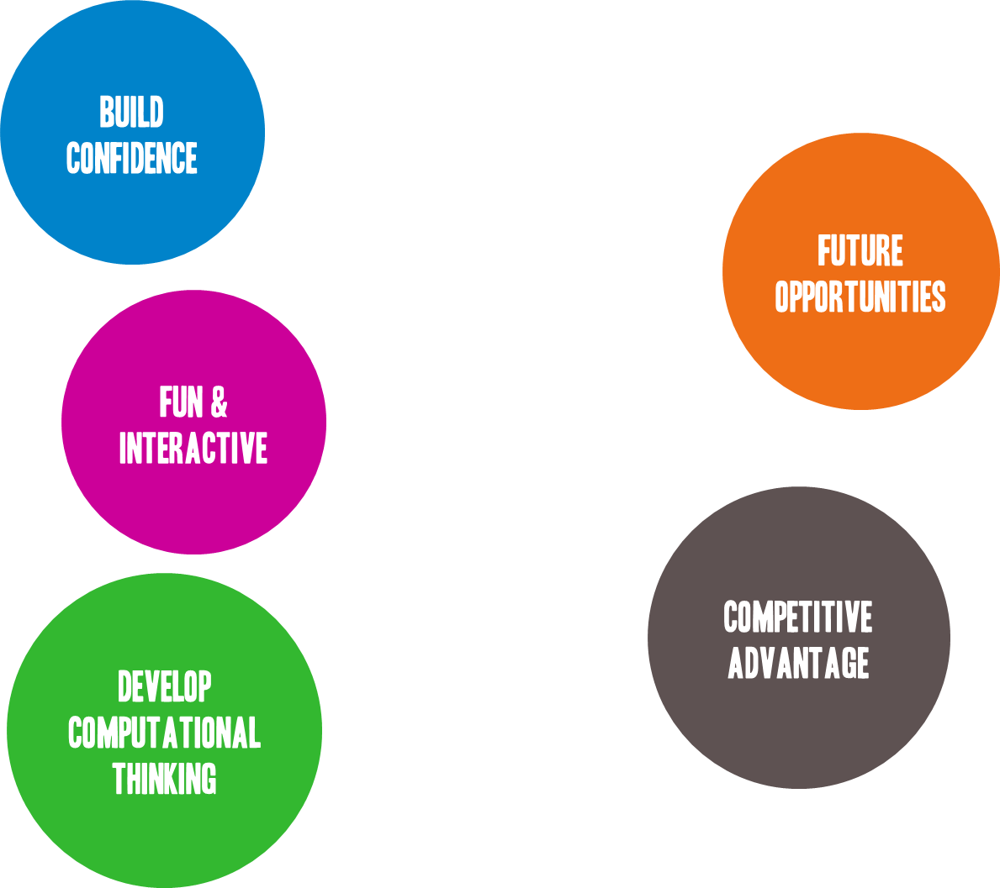 BUILD
CONFIDENCE
FUTURE
OPPORTUNITIES
FUN &
INTERACTIVE
COMPETITIVE
ADVANTAGE
DEVELOP
COMPUTATIONAL
THINKING